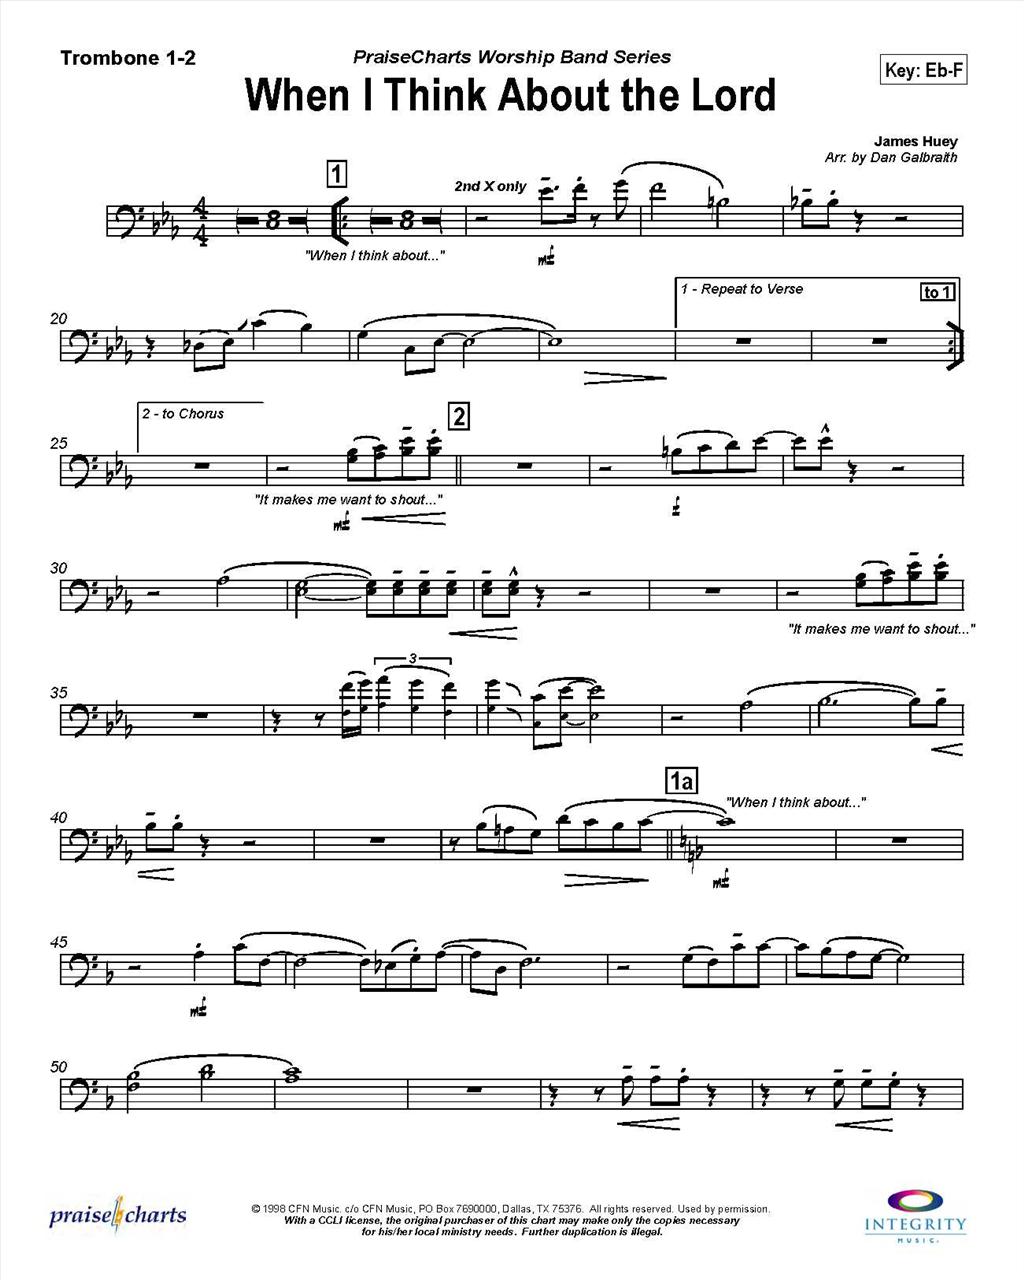 Trombone 1-2
PraiseCharts Worship Band Series
When I Think About the Lord
Key: Eb-F
James Huey
Arr. by Dan Galbraith
1
2nd X only
8 8
"When I think about..."
mf
20
1 - Repeat to Verse
to 1
25
2 - to Chorus
2
"It makes me want to shout..."
mf
f
30
"It makes me want to shout..."
35
3
40
1a
"When I think about..."
mf
45
mf
50
praisecharts
© 1998 CFN Music. c/o CFN Music, PO Box 7690000, Dallas, TX 75376. All rights reserved. Used by permission.
With a CCLI license, the original purchaser of this chart may make only the copies necessary
for his/her local ministry needs. Further duplication is illegal.
INTEGRITY
MUSIC.